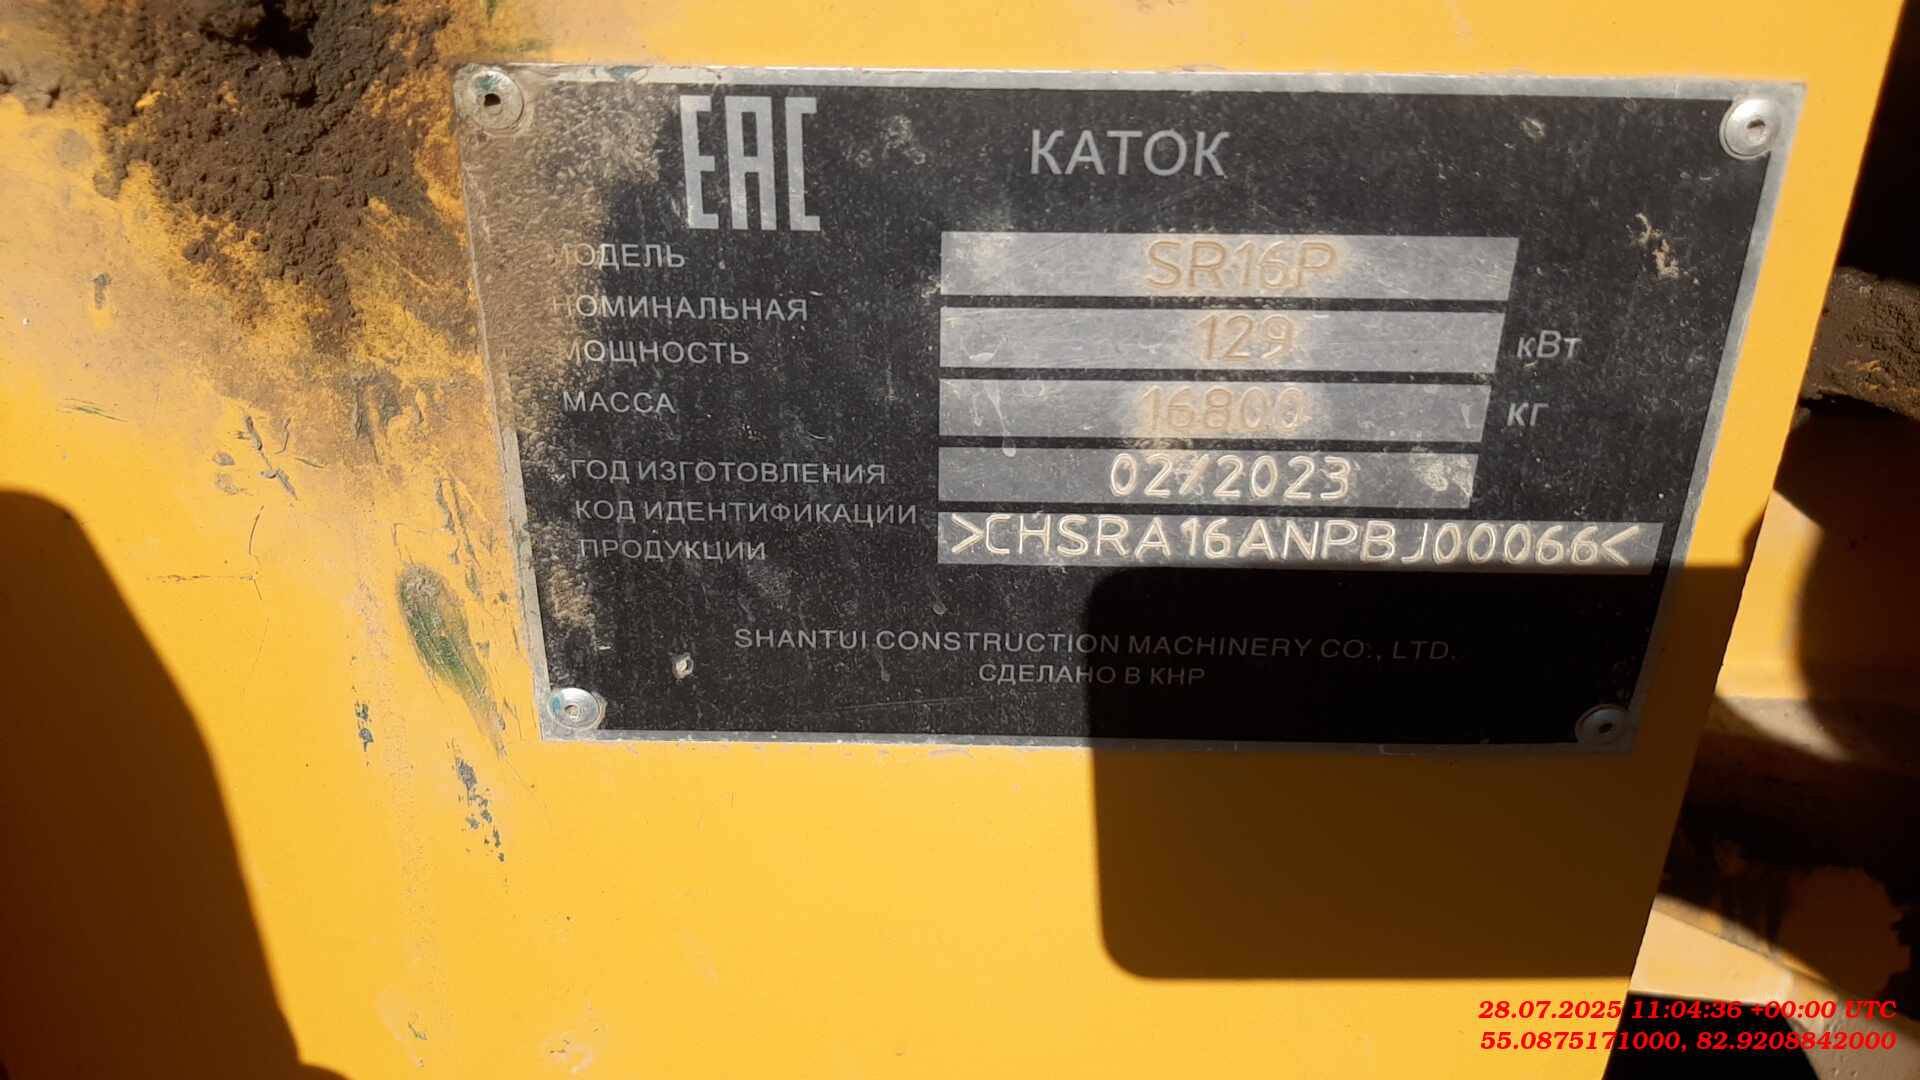 EAC
КАТОК
МОДЕЛЬ SR16P
НОМИНАЛЬНАЯ
МОЩНОСТЬ 129 кВт
МАССА 16800 кг
ГОД ИЗГОТОВЛЕНИЯ 02/2023
КОД ИДЕНТИФИКАЦИИ
ПРОДУКЦИИ >CHSRA16ANPBJ00066<
SHANTUI CONSTRUCTION MACHINERY CO., LTD.
СДЕЛАНО В КНР
28.07.2025 11:04:36 +00:00 UTC
55.0875171000, 82.9208842000